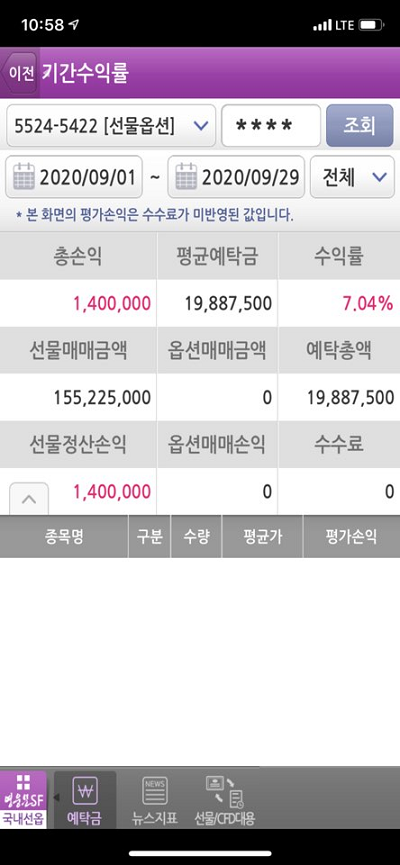 10:58 LTE
이전 기간수익률
5524-5422 [선물옵션] **** 조회
2020/09/01 ~ 2020/09/29 전체
* 본 화면의 평가손익은 수수료가 미반영된 값입니다.
총손익 평균예탁금 수익률
1,400,000 19,887,500 7.04%
선물매매금액 옵션매매금액 예탁총액
155,225,000 0 19,887,500
선물정산손익 옵션매매손익 수수료
1,400,000 0 0
종목명 구분 수량 평균가 평가손익
영웅문SF
국내선옵 예탁금 뉴스지표 선물/CFD대용
NEWS